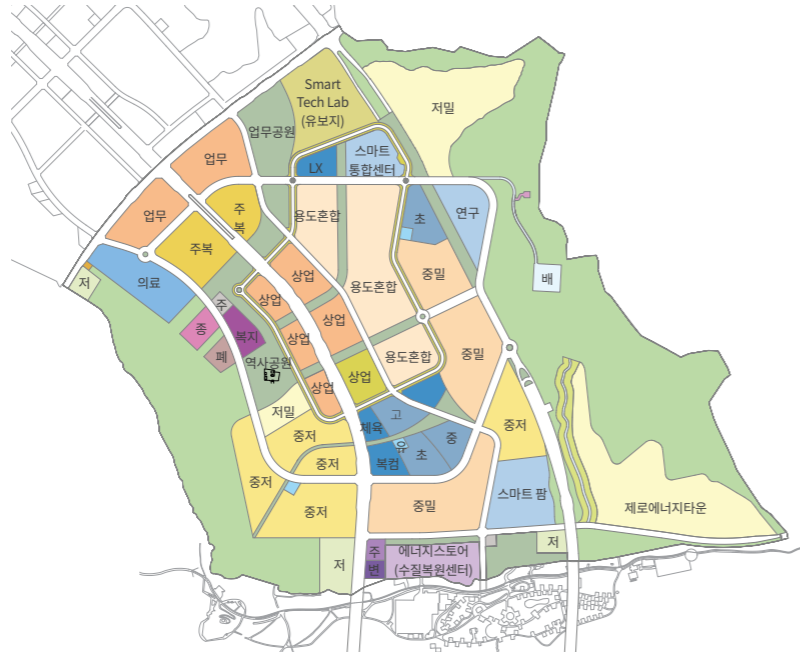 Smart
Tech Lab
(유보지)
저밀
업무공원
업무
LX
스마트
통합센터
업무
주
복
용도혼합
초
연구
주복
저
의료
상업
중밀
배
상업
용도혼합
주
종
복지
상업
상업
폐
역사공원
용도혼합
중밀
상업
상업
저밀
고
중저
체육
중저
중
유
초
중저
복컴
중저
스마트 팜
중저
중밀
제로에너지타운
저
주
변
에너지스토어
(수질복원센터)
저